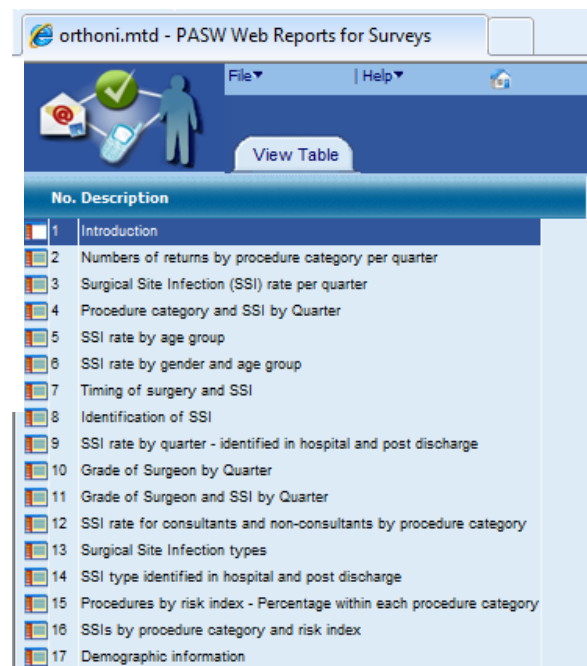 orthoni.mtd - PASW Web Reports for Surveys
File▾ | Help▾
View Table
No. Description
1 Introduction
2 Numbers of returns by procedure category per quarter
3 Surgical Site Infection (SSI) rate per quarter
4 Procedure category and SSI by Quarter
5 SSI rate by age group
6 SSI rate by gender and age group
7 Timing of surgery and SSI
8 Identification of SSI
9 SSI rate by quarter - identified in hospital and post discharge
10 Grade of Surgeon by Quarter
11 Grade of Surgeon and SSI by Quarter
12 SSI rate for consultants and non-consultants by procedure category
13 Surgical Site Infection types
14 SSI type identified in hospital and post discharge
15 Procedures by risk index - Percentage within each procedure category
16 SSIs by procedure category and risk index
17 Demographic information